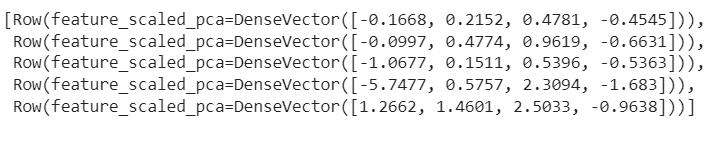 [Row(feature_scaled_pca=DenseVector([-0.1668, 0.2152, 0.4781, -0.4545])),
Row(feature_scaled_pca=DenseVector([-0.0997, 0.4774, 0.9619, -0.6631])),
Row(feature_scaled_pca=DenseVector([-1.0677, 0.1511, 0.5396, -0.5363])),
Row(feature_scaled_pca=DenseVector([-5.7477, 0.5757, 2.3094, -1.683])),
Row(feature_scaled_pca=DenseVector([1.2662, 1.4601, 2.5033, -0.9638]))]